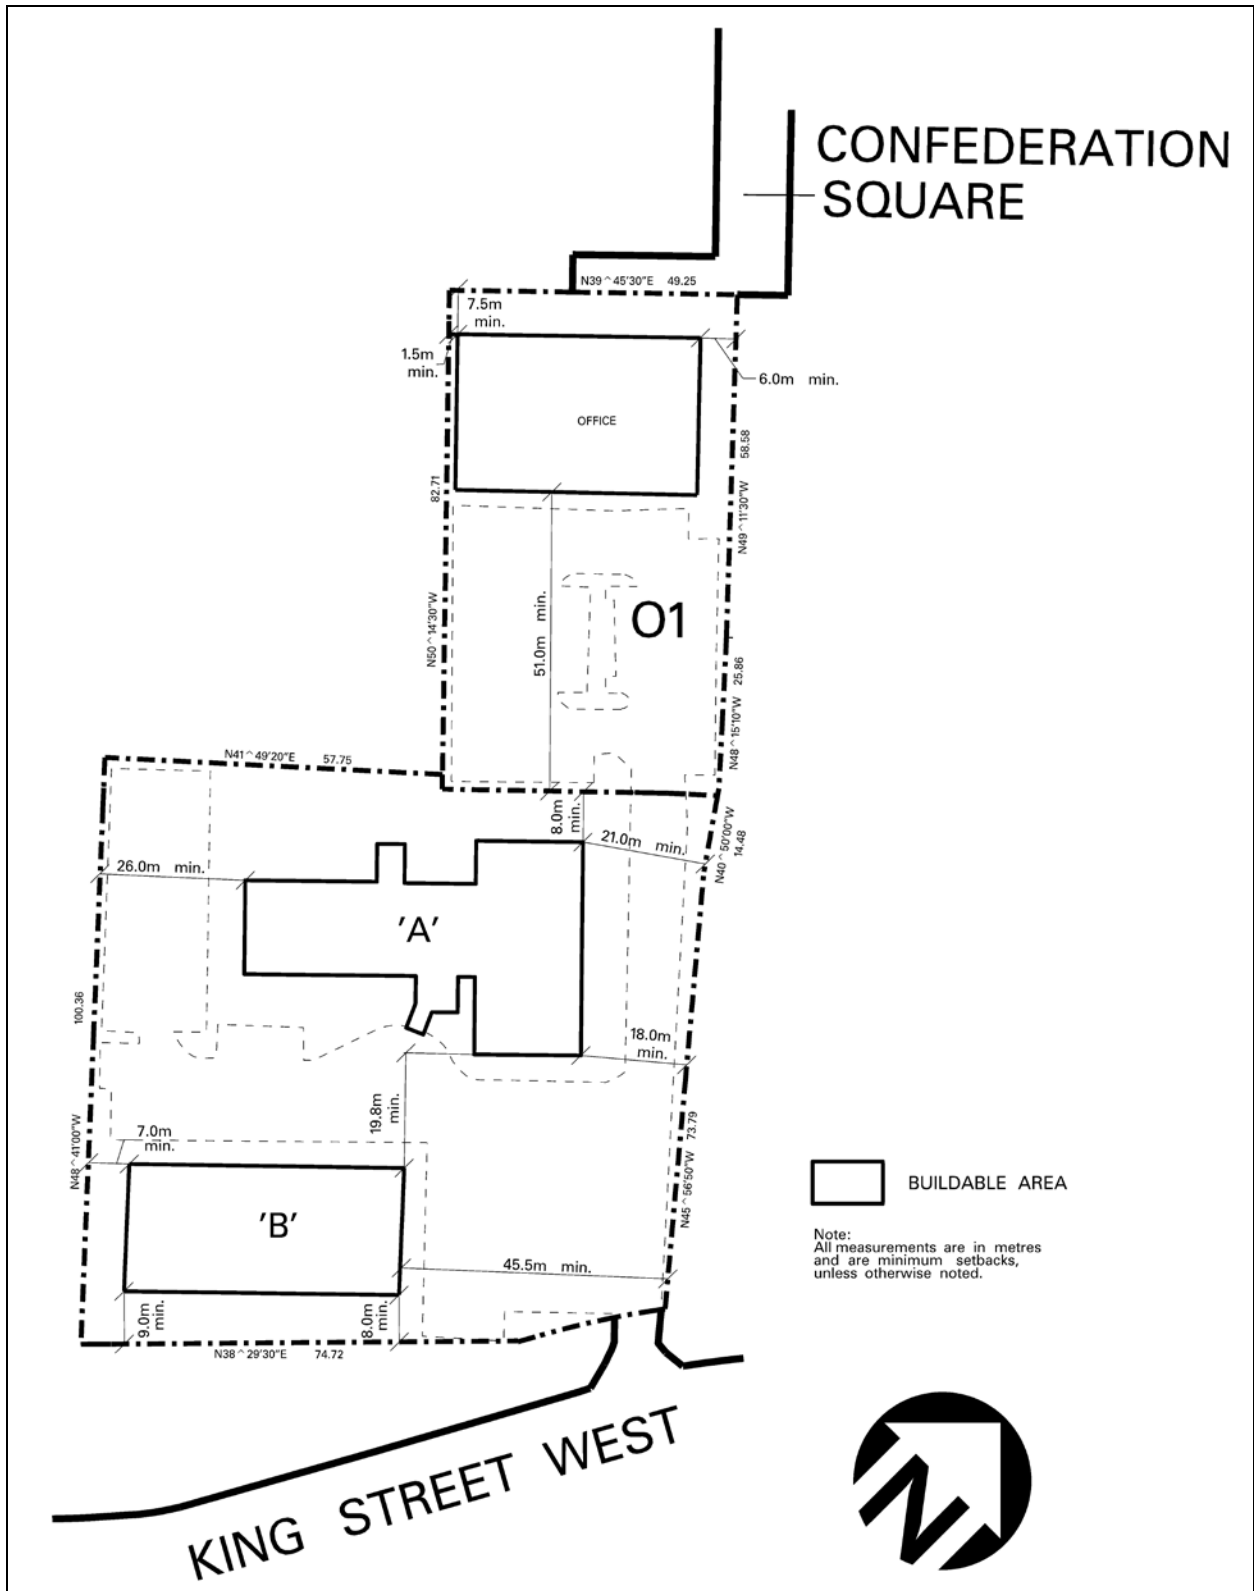 CONFEDERATION
SQUARE
N39^45'30"E 49.25
7.5m
min.
1.5m
min.
6.0m min.
OFFICE
58.58
82.71
N49^11'30"W
51.0m min.
O1
N50^14'30"W
25.86
N48^15'10"W
N41^49'20"E 57.75
8.0m
min.
21.0m min.
N40^50'00"W
14.48
26.0m min.
'A'
100.36
18.0m
min.
19.8m
min.
7.0m
min.
N48^41'00"W
73.79
N45^56'50"W
'B'
BUILDABLE AREA
Note:
All measurements are in metres
and are minimum setbacks,
unless otherwise noted.
45.5m min.
9.0m
min.
8.0m
min.
N38^29'30"E 74.72
KING STREET WEST
N